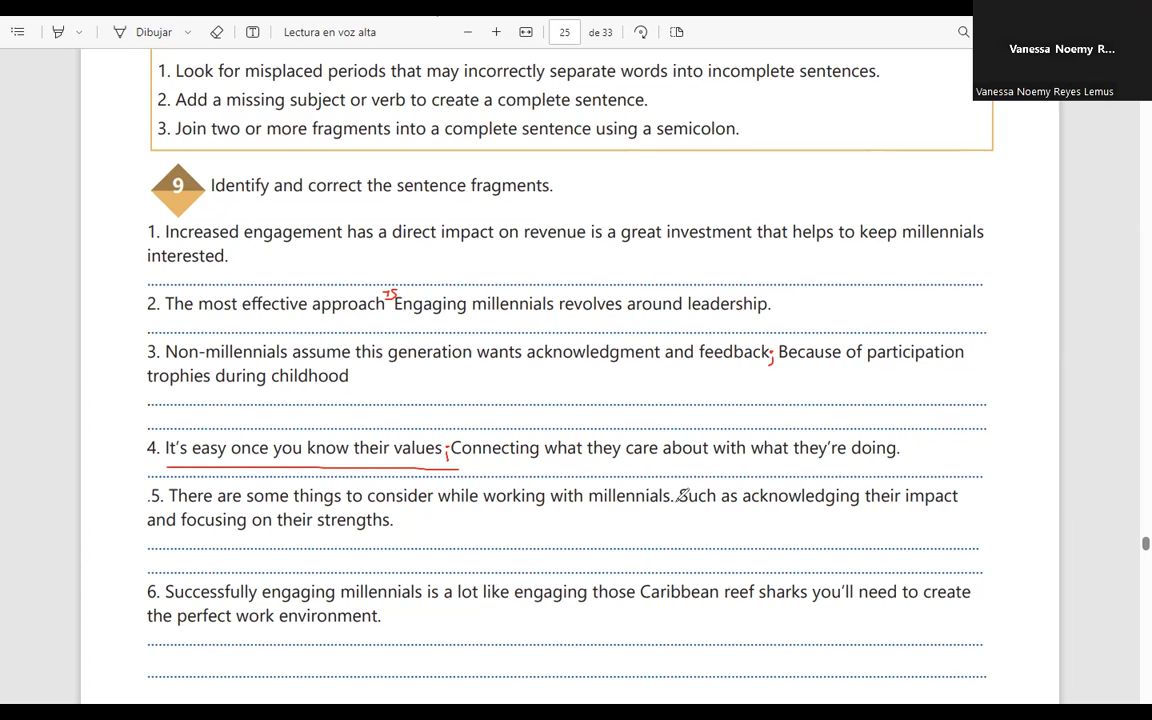 Dibujar
Lectura en voz alta
25
de 33
Vanessa Noemy R...
Vanessa Noemy Reyes Lemus
1. Look for misplaced periods that may incorrectly separate words into incomplete sentences.
2. Add a missing subject or verb to create a complete sentence.
3. Join two or more fragments into a complete sentence using a semicolon.
9 Identify and correct the sentence fragments.
1. Increased engagement has a direct impact on revenue is a great investment that helps to keep millennials
interested.
2. The most effective approach is Engaging millennials revolves around leadership.
3. Non-millennials assume this generation wants acknowledgment and feedback; Because of participation
trophies during childhood
4. It's easy once you know their values ; Connecting what they care about with what they're doing.
.5. There are some things to consider while working with millennials. Such as acknowledging their impact
and focusing on their strengths.
6. Successfully engaging millennials is a lot like engaging those Caribbean reef sharks you'll need to create
the perfect work environment.